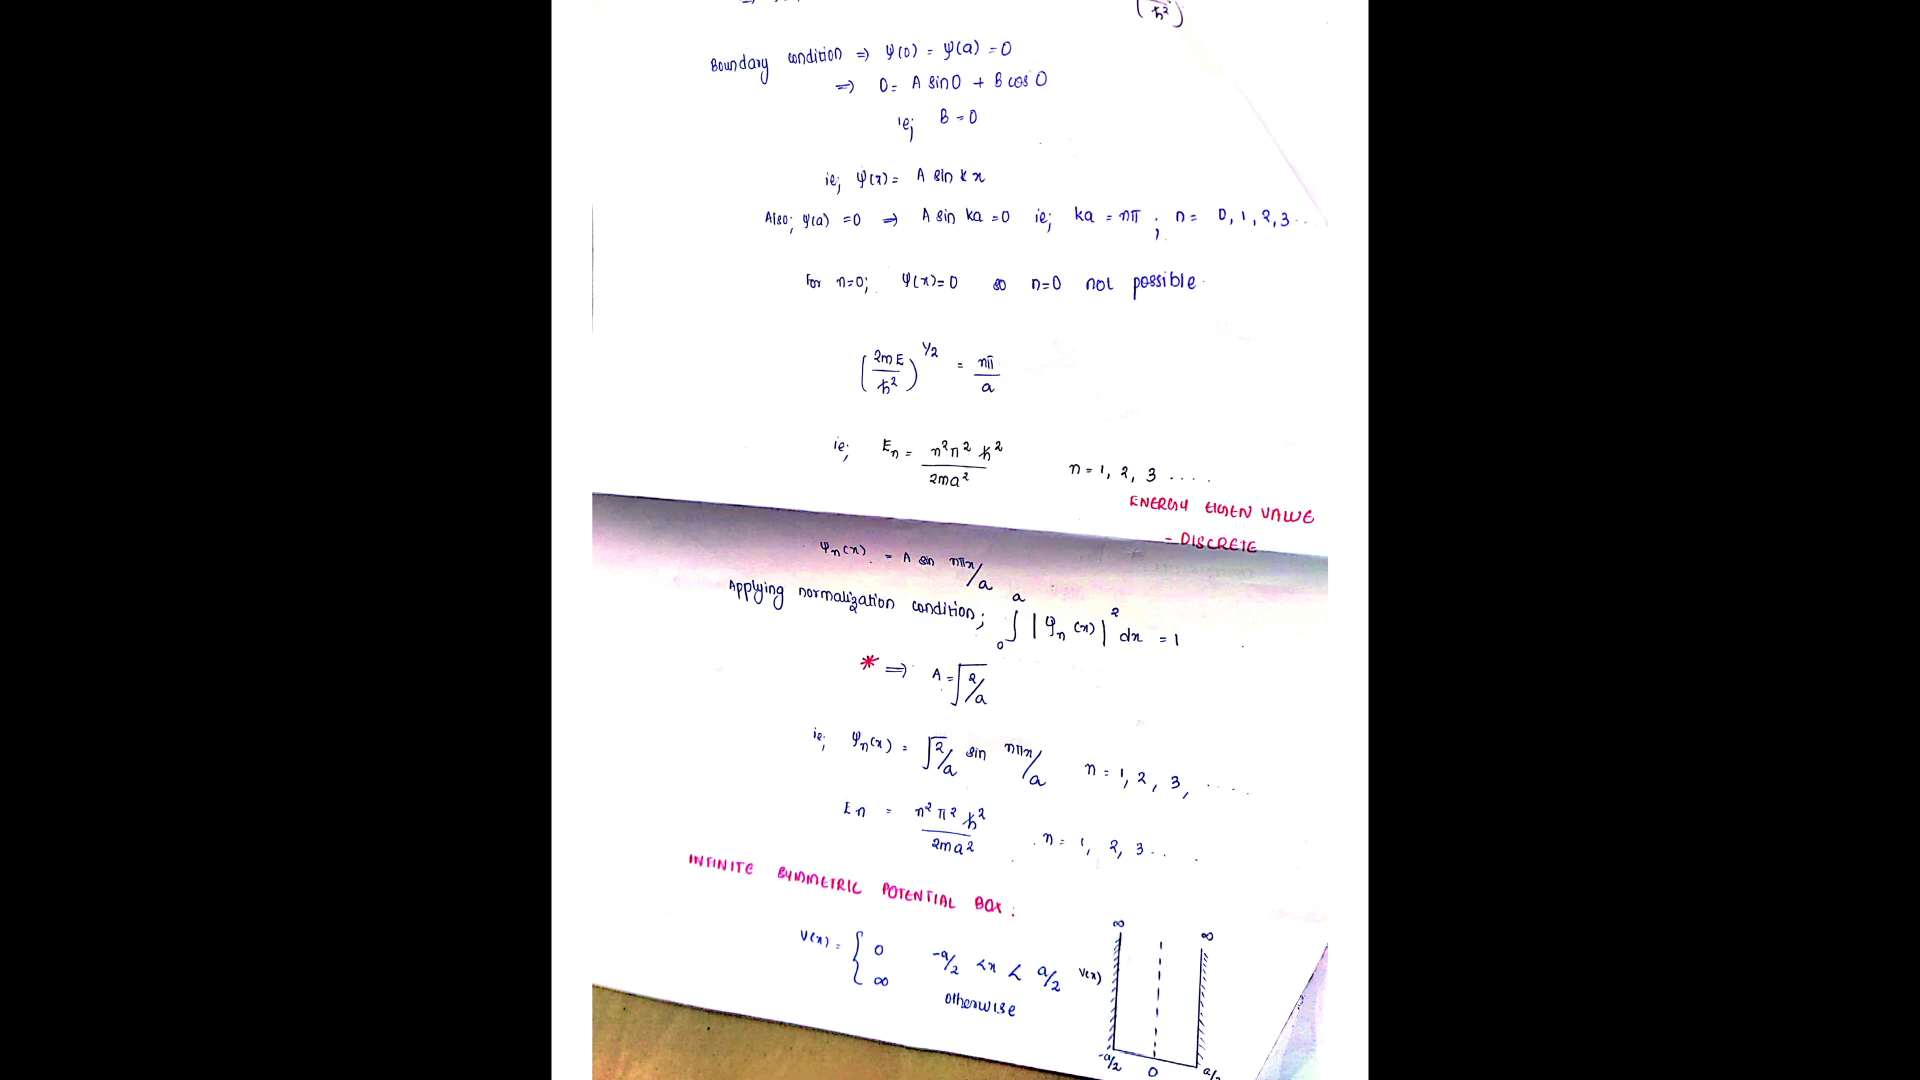 (ℏ²)
Boundary condition ⇒ ψ(0) = ψ(a) = 0
⇒ 0 = A sin0 + B cos 0
ie; B = 0
ie; ψ(x) = A sin k x
Also; ψ(a) = 0 ⇒ A sin ka = 0 ie; ka = nπ ; n = 0, 1, 2, 3 ..
For n=0; ψ(x) = 0 so n=0 not possible.
(2mE/ℏ²)^1/2 = nπ/a
ie; Eₙ = n²π²ℏ²/2ma² n = 1, 2, 3 ....
ENERGY EIGEN VALUE
- DISCRETE
ψₙ(x) = A sin nπx/a
Applying normalization condition; ∫₀ᵃ |ψₙ(x)|² dx = 1
* ⇒ A = √2/a
ie; ψₙ(x) = √2/a sin nπx/a n = 1, 2, 3, ....
En = n²π²ℏ²/2ma² n = 1, 2, 3 ...
INFINITE SYMMETRIC POTENTIAL BOX :
V(x) = { 0 -a/2 < x < a/2
∞ otherwise
∞ ∞
V(x)
-a/2 0 a/2